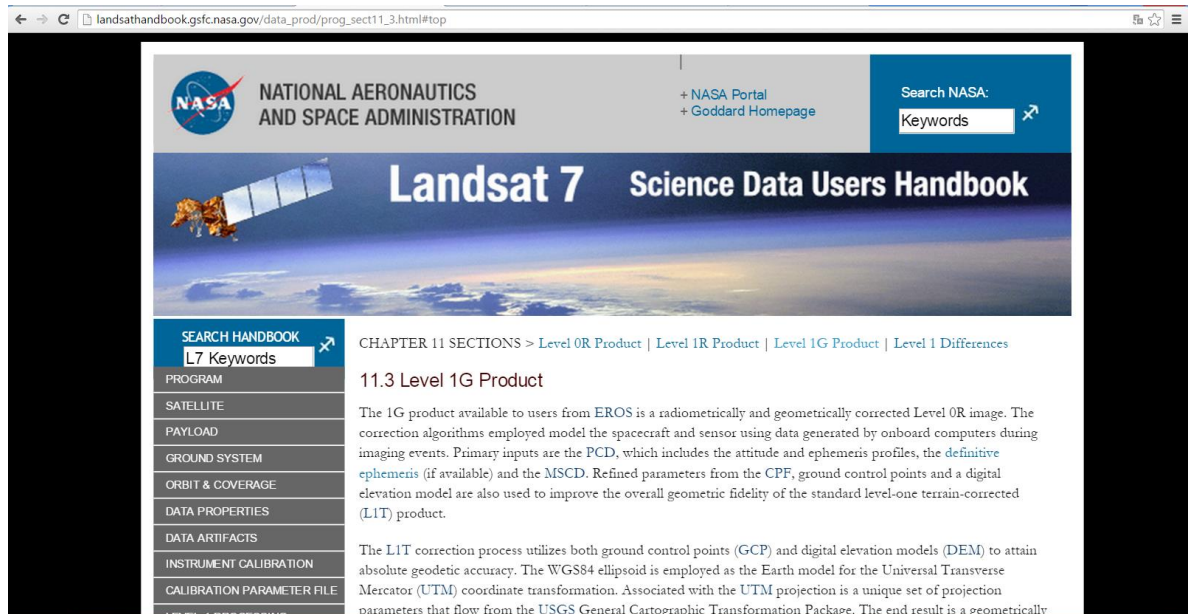 landsathandbook.gsfc.nasa.gov/data_prod/prog_sect11_3.html#top
NASA
NATIONAL AERONAUTICS
AND SPACE ADMINISTRATION
+ NASA Portal
+ Goddard Homepage
Search NASA:
Keywords
Landsat 7 Science Data Users Handbook
SEARCH HANDBOOK
L7 Keywords
PROGRAM
SATELLITE
PAYLOAD
GROUND SYSTEM
ORBIT & COVERAGE
DATA PROPERTIES
DATA ARTIFACTS
INSTRUMENT CALIBRATION
CALIBRATION PARAMETER FILE
LEVEL 1 PROCESSING
CHAPTER 11 SECTIONS > Level 0R Product | Level 1R Product | Level 1G Product | Level 1 Differences
11.3 Level 1G Product
The 1G product available to users from EROS is a radiometrically and geometrically corrected Level 0R image. The
correction algorithms employed model the spacecraft and sensor using data generated by onboard computers during
imaging events. Primary inputs are the PCD, which includes the attitude and ephemeris profiles, the definitive
ephemeris (if available) and the MSCD. Refined parameters from the CPF, ground control points and a digital
elevation model are also used to improve the overall geometric fidelity of the standard level-one terrain-corrected
(L1T) product.
The L1T correction process utilizes both ground control points (GCP) and digital elevation models (DEM) to attain
absolute geodetic accuracy. The WGS84 ellipsoid is employed as the Earth model for the Universal Transverse
Mercator (UTM) coordinate transformation. Associated with the UTM projection is a unique set of projection
parameters that flow from the USGS General Cartographic Transformation Package. The end result is a geometrically